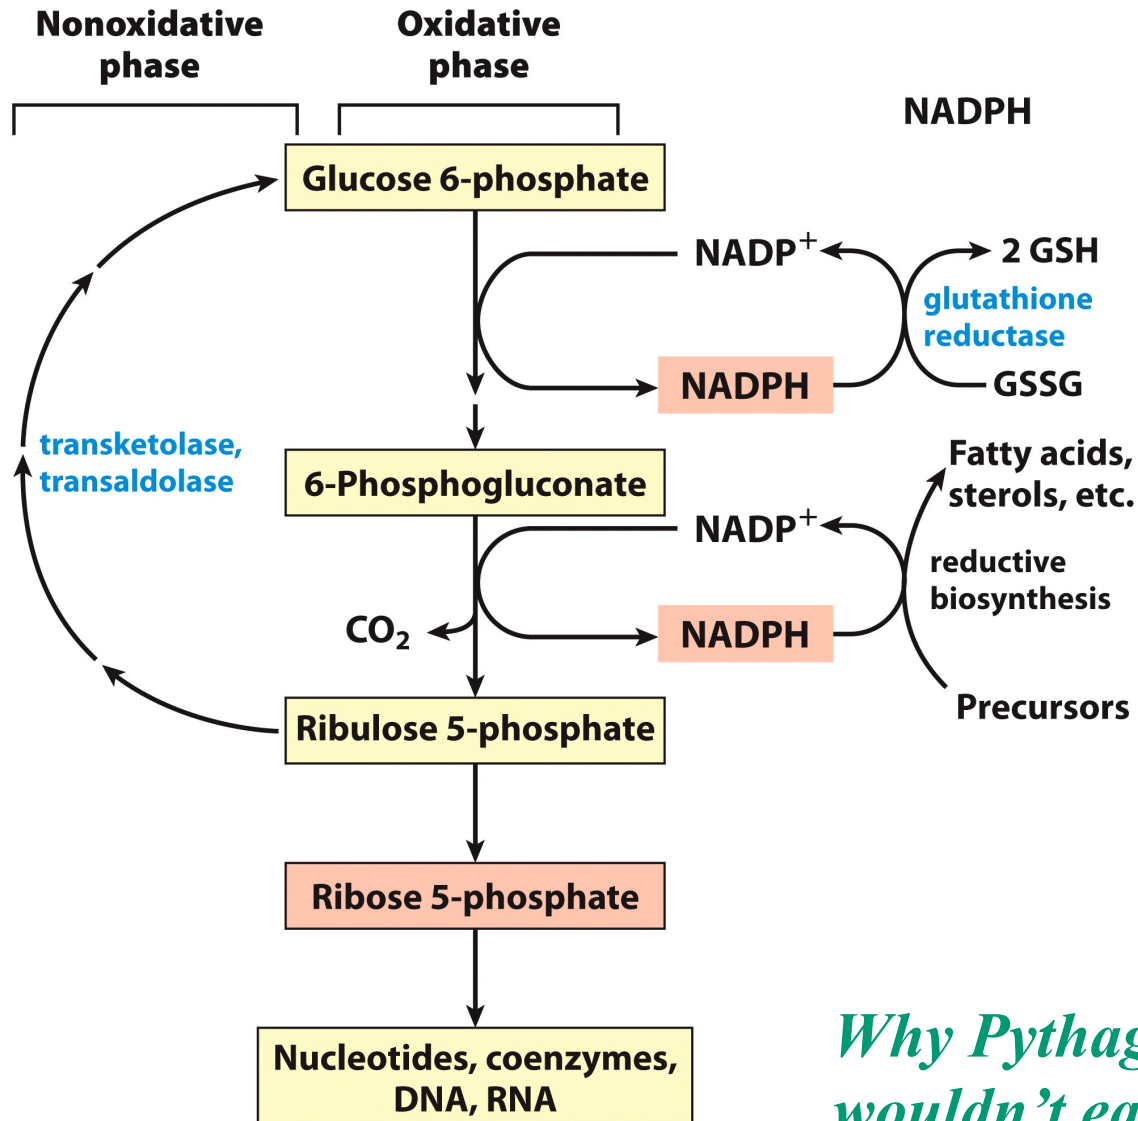 Nonoxidative
phase
Oxidative
phase
NADPH
Glucose 6-phosphate
NADP⁺
2 GSH
glutathione
reductase
NADPH
GSSG
transketolase,
transaldolase
6-Phosphogluconate
Fatty acids,
sterols, etc.
NADP⁺
reductive
biosynthesis
CO₂
NADPH
Precursors
Ribulose 5-phosphate
Ribose 5-phosphate
Nucleotides, coenzymes,
DNA, RNA
Why
wouldn't